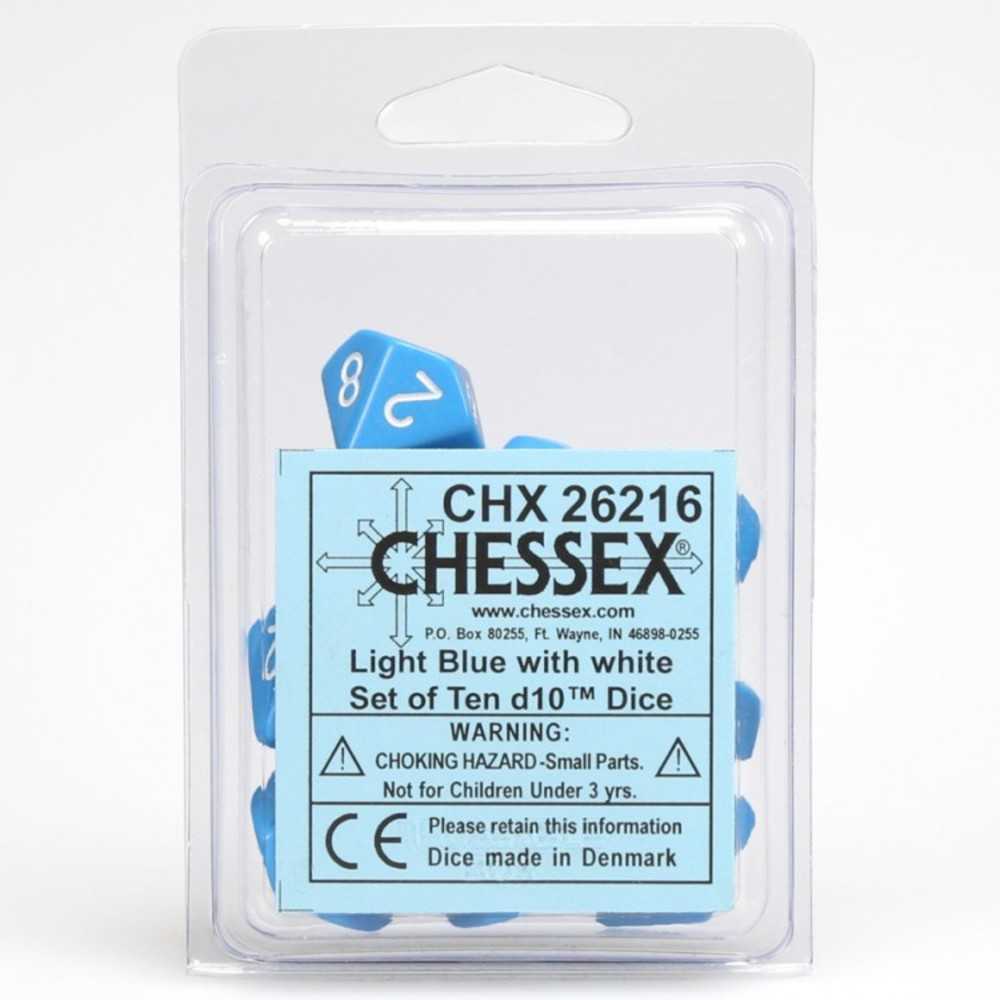 8 2
CHX 26216
CHESSEX®
www.chessex.com
P.O. Box 80255, Ft. Wayne, IN 46898-0255
Light Blue with white
Set of Ten d10™ Dice
WARNING:
CHOKING HAZARD -Small Parts.
Not for Children Under 3 yrs.
CE
Please retain this information
Dice made in Denmark